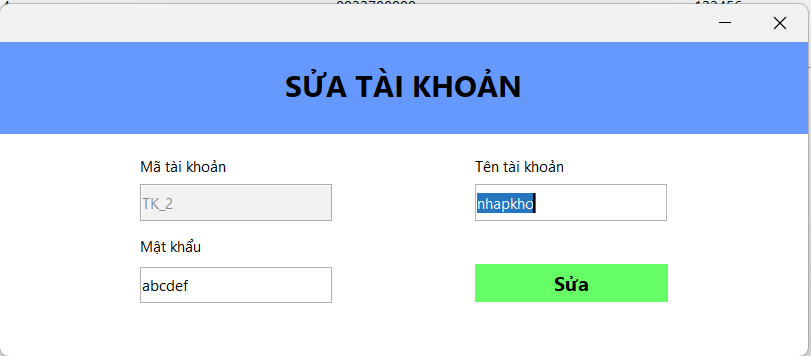 SỬA TÀI KHOẢN
Mã tài khoản
Tên tài khoản
TK_2
nhapkho
Mật khẩu
abcdef
Sửa